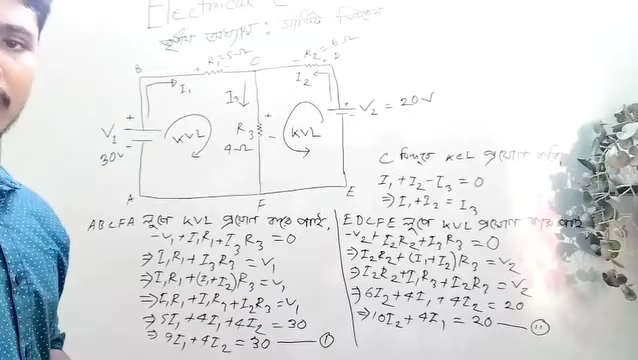 Electrical
তৃতীয় অধ্যায় : সার্কিট
+ R₁=5Ω -
- R₂=6Ω +
B
C
D
I₁
I₃
I₂
V₁
30V
+
-
KVL
R₃
4Ω
+
-
KVL
+
-
V₂ = 20V
A
F
E
C বিন্দুতে KCL প্রয়োগ করি,
I₁+I₂-I₃=0
⇒I₁+I₂=I₃
ABCFA লুপে KVL প্রয়োগ করে পাই,
-V₁+I₁R₁+I₃R₃=0
⇒I₁R₁+I₃R₃=V₁
⇒I₁R₁+(I₁+I₂)R₃=V₁
⇒I₁R₁+I₁R₃+I₂R₃=V₁
⇒5I₁+4I₁+4I₂=30
⇒9I₁+4I₂=30 —— (i)
EDCFE লুপে KVL প্রয়োগ করে পাই,
-V₂+I₂R₂+I₃R₃=0
⇒I₂R₂+(I₁+I₂)R₃=V₂
⇒I₂R₂+I₁R₃+I₂R₃=V₂
⇒6I₂+4I₁+4I₂=20
⇒10I₂+4I₁=20 —— (ii)